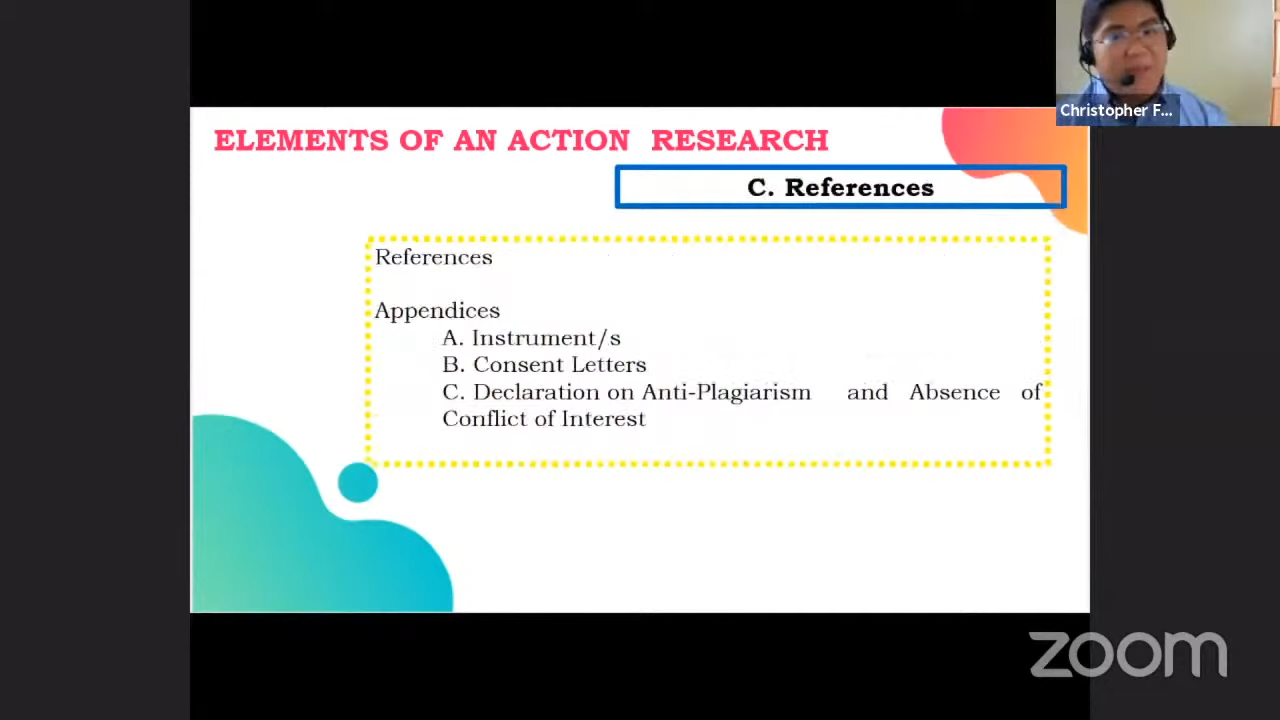 Christopher F...
ELEMENTS OF AN ACTION RESEARCH
C. References
References
Appendices
A. Instrument/s
B. Consent Letters
C. Declaration on Anti-Plagiarism and Absence of
Conflict of Interest
zoom